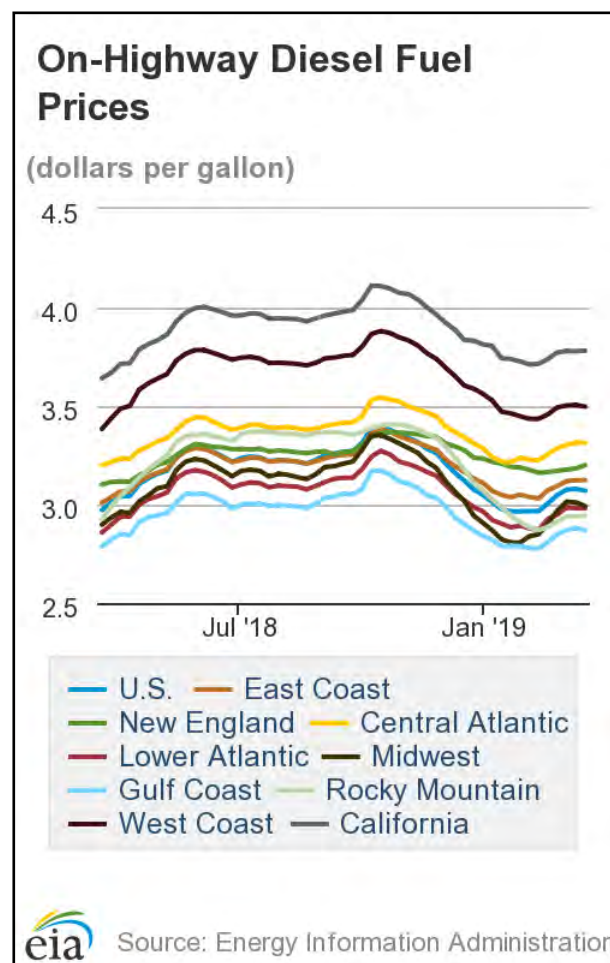 On-Highway Diesel Fuel
Prices
(dollars per gallon)
4.5
4.0
3.5
3.0
2.5
Jul '18 Jan '19
U.S. East Coast
New England Central Atlantic
Lower Atlantic Midwest
Gulf Coast Rocky Mountain
West Coast California
eia Source: Energy Information Administration